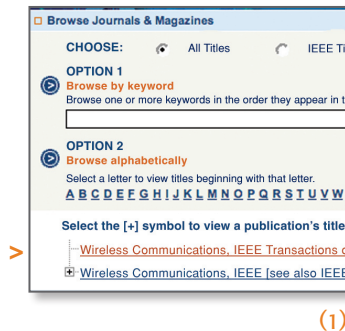 Browse Journals & Magazines
CHOOSE: All Titles IEEE Ti
OPTION 1
Browse by keyword
Browse one or more keywords in the order they appear in t
OPTION 2
Browse alphabetically
Select a letter to view titles beginning with that letter.
A B C D E F G H I J K L M N O P Q R S T U V W
Select the [+] symbol to view a publication's title
> Wireless Communications, IEEE Transactions o
Wireless Communications, IEEE [see also IEEE
(1)